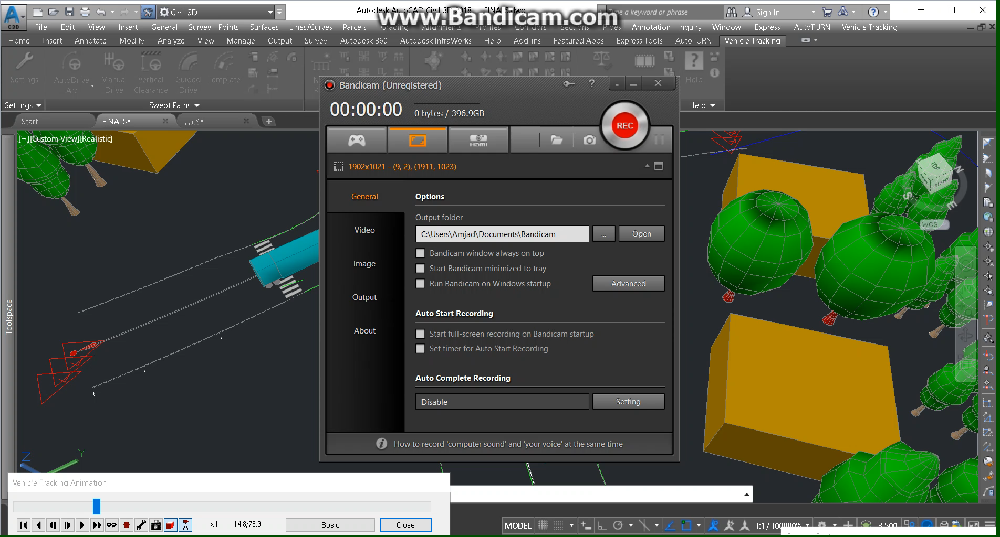 Civil 3D
Autodesk AutoCAD Civil 3D 2018 FINAL5.dwg
www.Bandicam.com
Type a keyword or phrase
Sign In
C3D
File Edit View Insert General Survey Points Surfaces Lines/Curves Parcels Grading Alignments Profiles Corridors Sections Pipes Annotation Inquiry Window Express AutoTURN Vehicle Tracking
Home Insert Annotate Modify Analyze View Manage Output Survey Autodesk 360 Autodesk InfraWorks Help Add-ins Featured Apps Express Tools AutoTURN Vehicle Tracking
Settings AutoDrive Arc Manual Drive Vertical Clearance Guided Drive Template
Help
Settings Swept Paths Help
Start FINAL5* كنتور*
[−][Custom View][Realistic]
Bandicam (Unregistered)
00:00:00
0 bytes / 396.9GB
REC
HDMI
1902x1021 - (9, 2), (1911, 1023)
General
Video
Image
Output
About
Options
Output folder
C:\Users\Amjad\Documents\Bandicam ... Open
Bandicam window always on top
Start Bandicam minimized to tray
Run Bandicam on Windows startup
Advanced
Auto Start Recording
Start full-screen recording on Bandicam startup
Set timer for Auto Start Recording
Auto Complete Recording
Disable Setting
How to record 'computer sound' and 'your voice' at the same time
TOP
RIGHT
N
S
E
WCS
Toolspace
Z
Y
Vehicle Tracking Animation
x1 14.8/75.9 Basic Close
MODEL 1:1 / 100000% 3.500